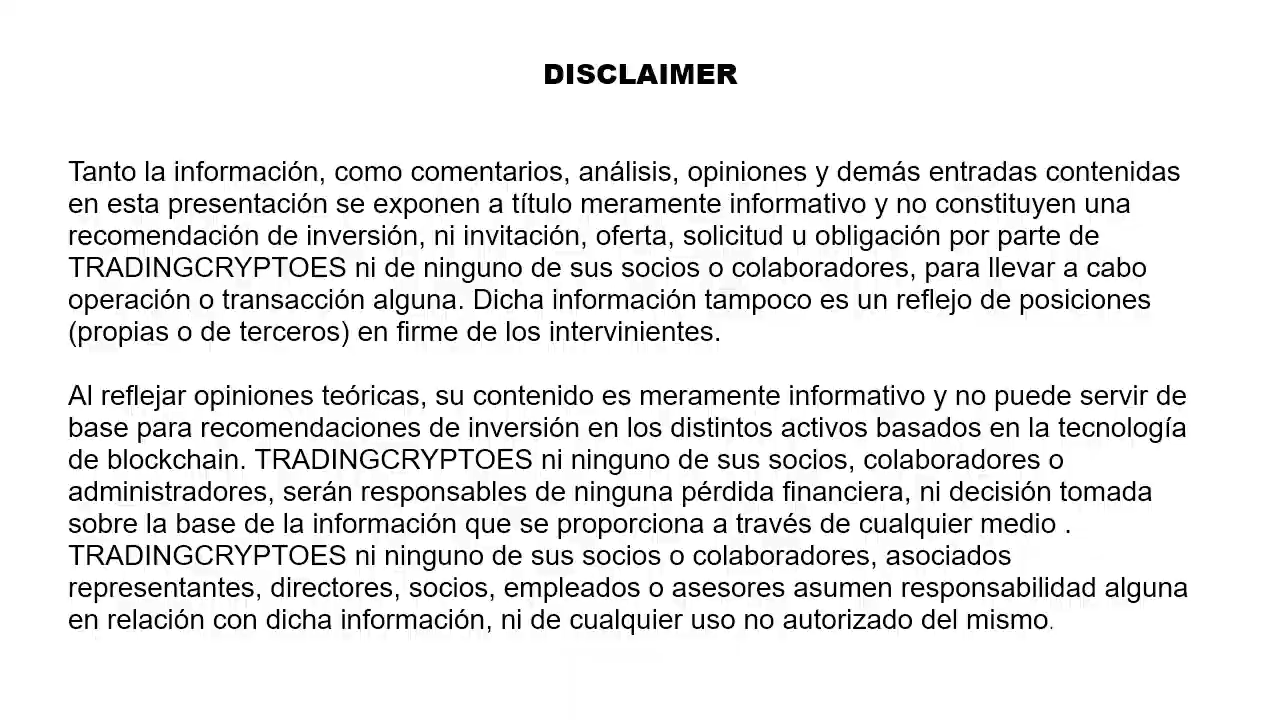 DISCLAIMER
Tanto la información, como comentarios, análisis, opiniones y demás entradas contenidas
en esta presentación se exponen a título meramente informativo y no constituyen una
recomendación de inversión, ni invitación, oferta, solicitud u obligación por parte de
TRADINGCRYPTOES ni de ninguno de sus socios o colaboradores, para llevar a cabo
operación o transacción alguna. Dicha información tampoco es un reflejo de posiciones
(propias o de terceros) en firme de los intervinientes.
Al reflejar opiniones teóricas, su contenido es meramente informativo y no puede servir de
base para recomendaciones de inversión en los distintos activos basados en la tecnología
de blockchain. TRADINGCRYPTOES ni ninguno de sus socios, colaboradores o
administradores, serán responsables de ninguna pérdida financiera, ni decisión tomada
sobre la base de la información que se proporciona a través de cualquier medio .
TRADINGCRYPTOES ni ninguno de sus socios o colaboradores, asociados
representantes, directores, socios, empleados o asesores asumen responsabilidad alguna
en relación con dicha información, ni de cualquier uso no autorizado del mismo.